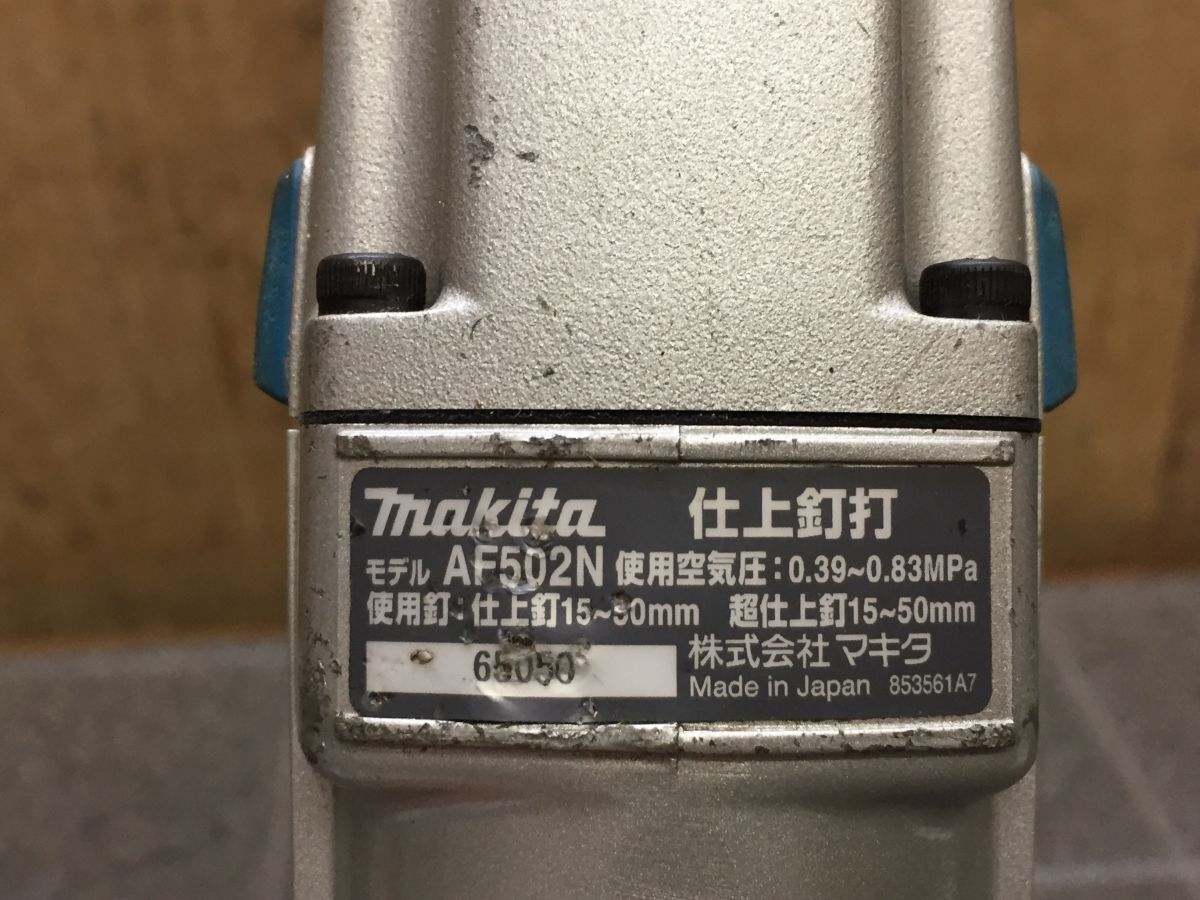 makita 仕上釘打
モデル AF502N 使用空気圧:0.39~0.83MPa
使用釘:仕上釘15~50mm 超仕上釘15~50mm
65050 株式会社マキタ
Made in Japan 853561A7